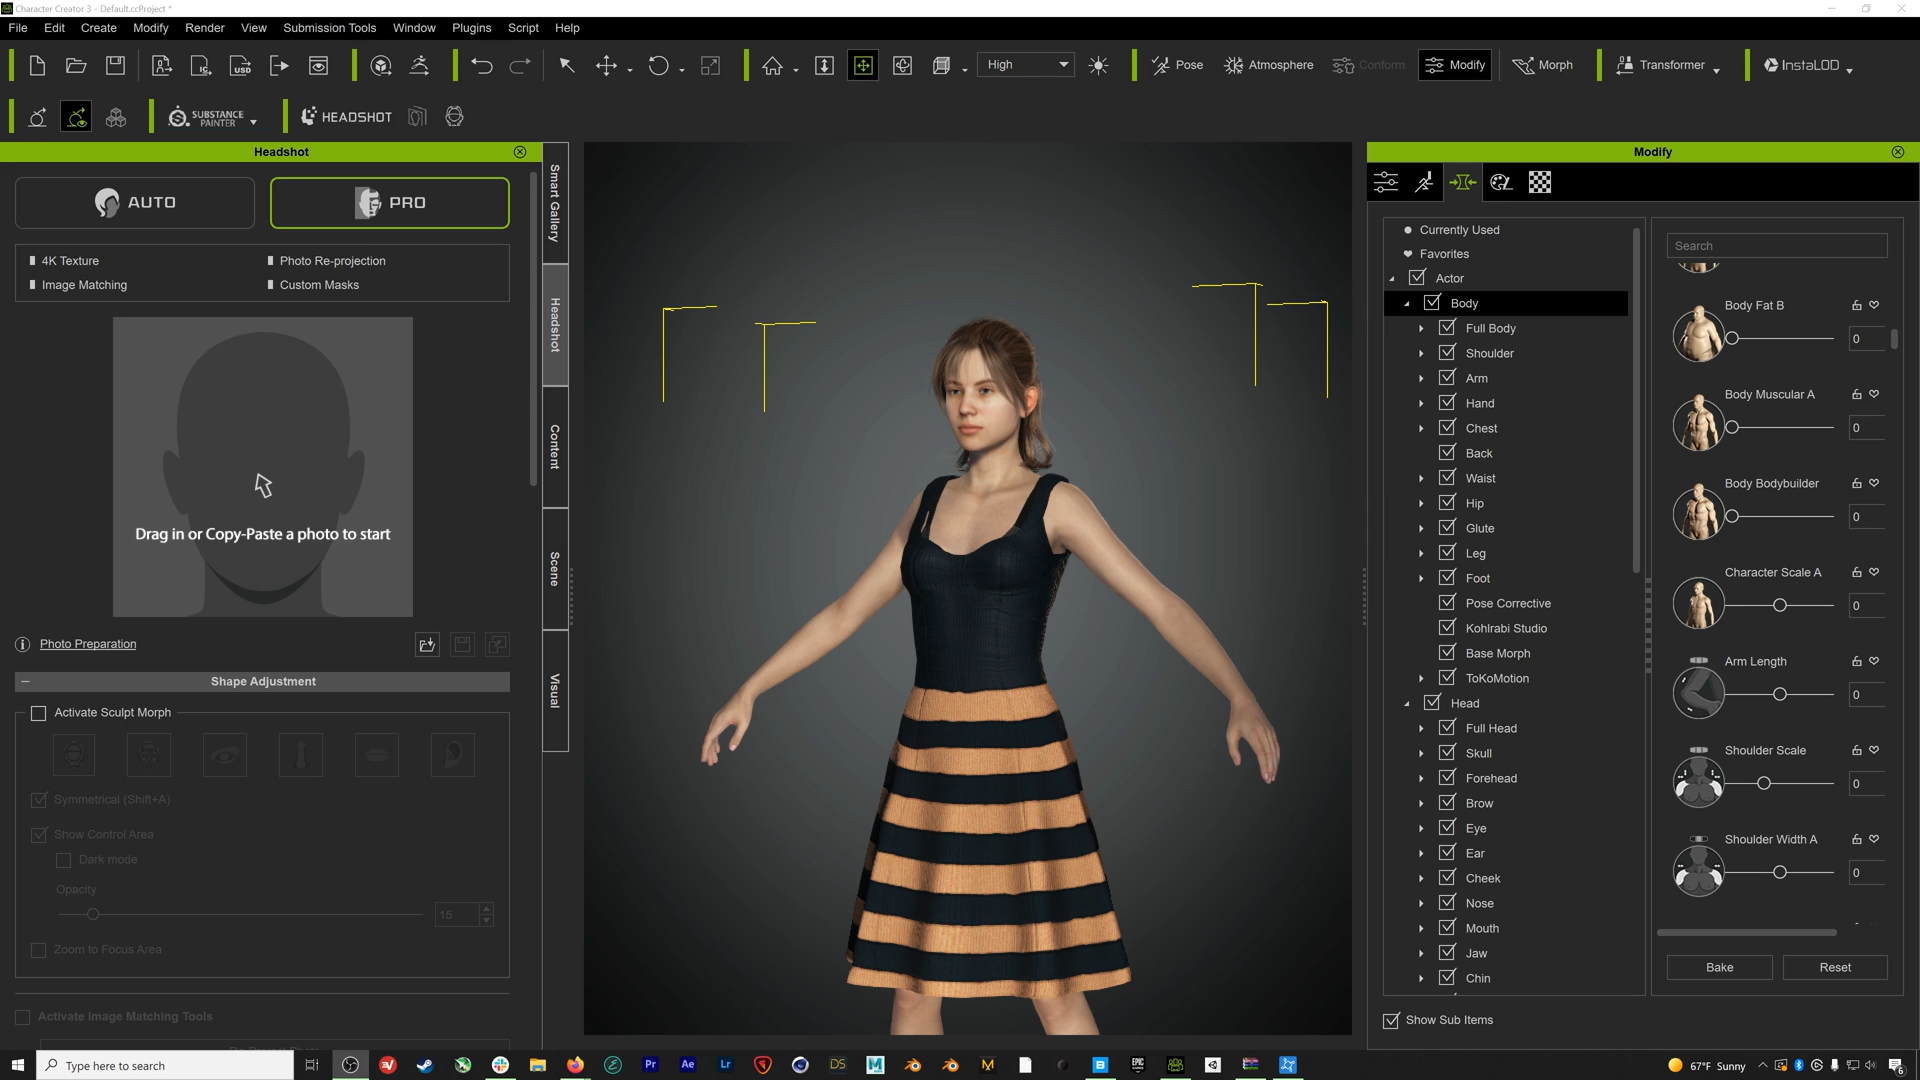 Character Creator 3 - Default.ccProject *
File Edit Create Modify Render View Submission Tools Window Plugins Script Help
High Pose Atmosphere Conform Modify Morph Transformer InstaLOD
SUBSTANCE PAINTER HEADSHOT
Headshot
AUTO PRO
4K Texture Photo Re-projection
Image Matching Custom Masks
Drag in or Copy-Paste a photo to start
Photo Preparation
Shape Adjustment
Activate Sculpt Morph
Symmetrical (Shift+A)
Show Control Area
Dark mode
Opacity
15
Zoom to Focus Area
Activate Image Matching Tools
Smart Gallery
Headshot
Content
Scene
Visual
Modify
Currently Used
Favorites
Actor
Body
Full Body
Shoulder
Arm
Hand
Chest
Back
Waist
Hip
Glute
Leg
Foot
Pose Corrective
Kohlrabi Studio
Base Morph
ToKoMotion
Head
Full Head
Skull
Forehead
Brow
Eye
Ear
Cheek
Nose
Mouth
Jaw
Chin
Show Sub Items
Search
Body Fat B
0
Body Muscular A
0
Body Bodybuilder
0
Character Scale A
0
Arm Length
0
Shoulder Scale
0
Shoulder Width A
0
Bake Reset
Type here to search
Pr Ae Lr DS M
EPIC GAMES
67°F Sunny
6